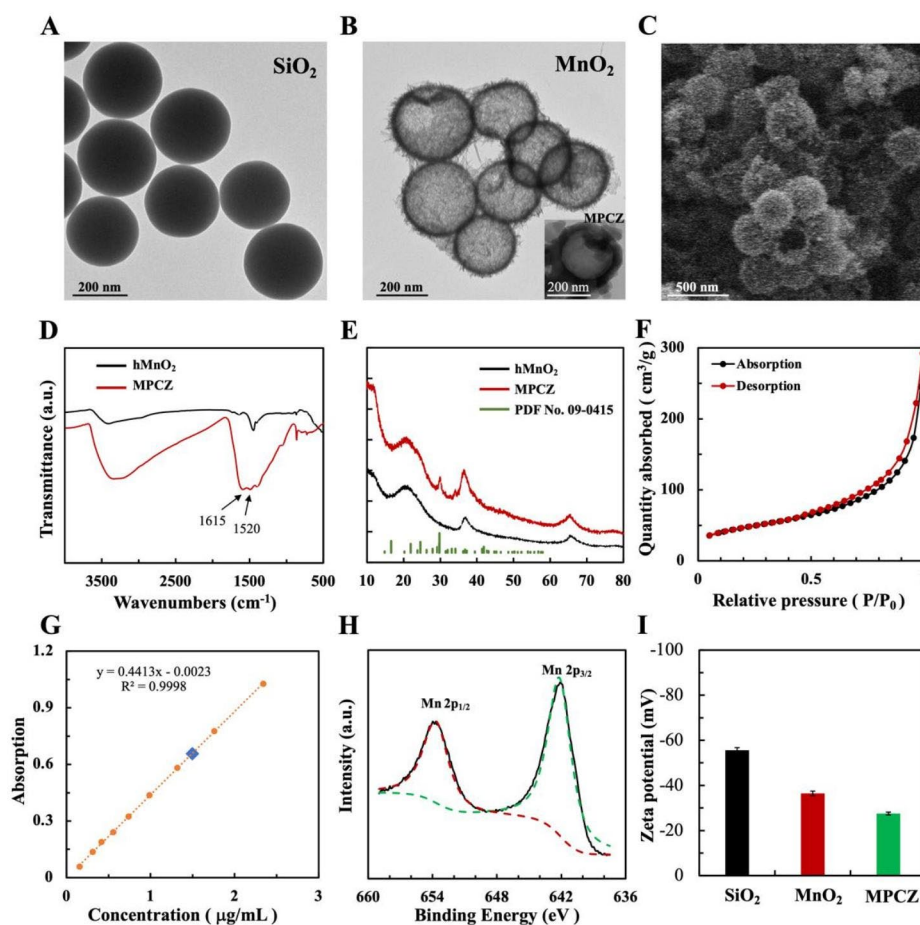 A
SiO₂
200 nm
B
MnO₂
MPCZ
200 nm
200 nm
C
500 nm
D
hMnO₂
MPCZ
Transmittance (a.u.)
1615
1520
4500
3500
2500
1500
500
Wavenumbers (cm⁻¹)
E
hMnO₂
MPCZ
PDF No. 09-0415
Intensity (a.u.)
10
20
30
40
50
60
70
80
F
Quantity absorbed ( cm³/g)
300
200
100
0
Absorption
Desorption
0
0.5
1
Relative pressure ( P/P₀)
G
Absorption
1.2
0.9
0.6
0.3
0
y = 0.4413x - 0.0023
R² = 0.9998
0
1
2
3
Concentration ( μg/mL)
H
Intensity (a.u.)
Mn 2p₁/₂
Mn 2p₃/₂
660
654
648
642
636
Binding Energy (eV)
I
Zeta potential (mV)
-100
-80
-60
-40
-20
0
SiO₂
MnO₂
MPCZ